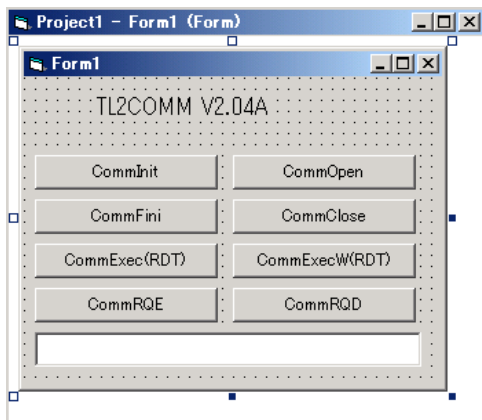 Project1 - Form1 (Form)
Form1
TL2COMM V2.04A
CommInit CommOpen
CommFini CommClose
CommExec(RDT) CommExecW(RDT)
CommRQE CommRQD